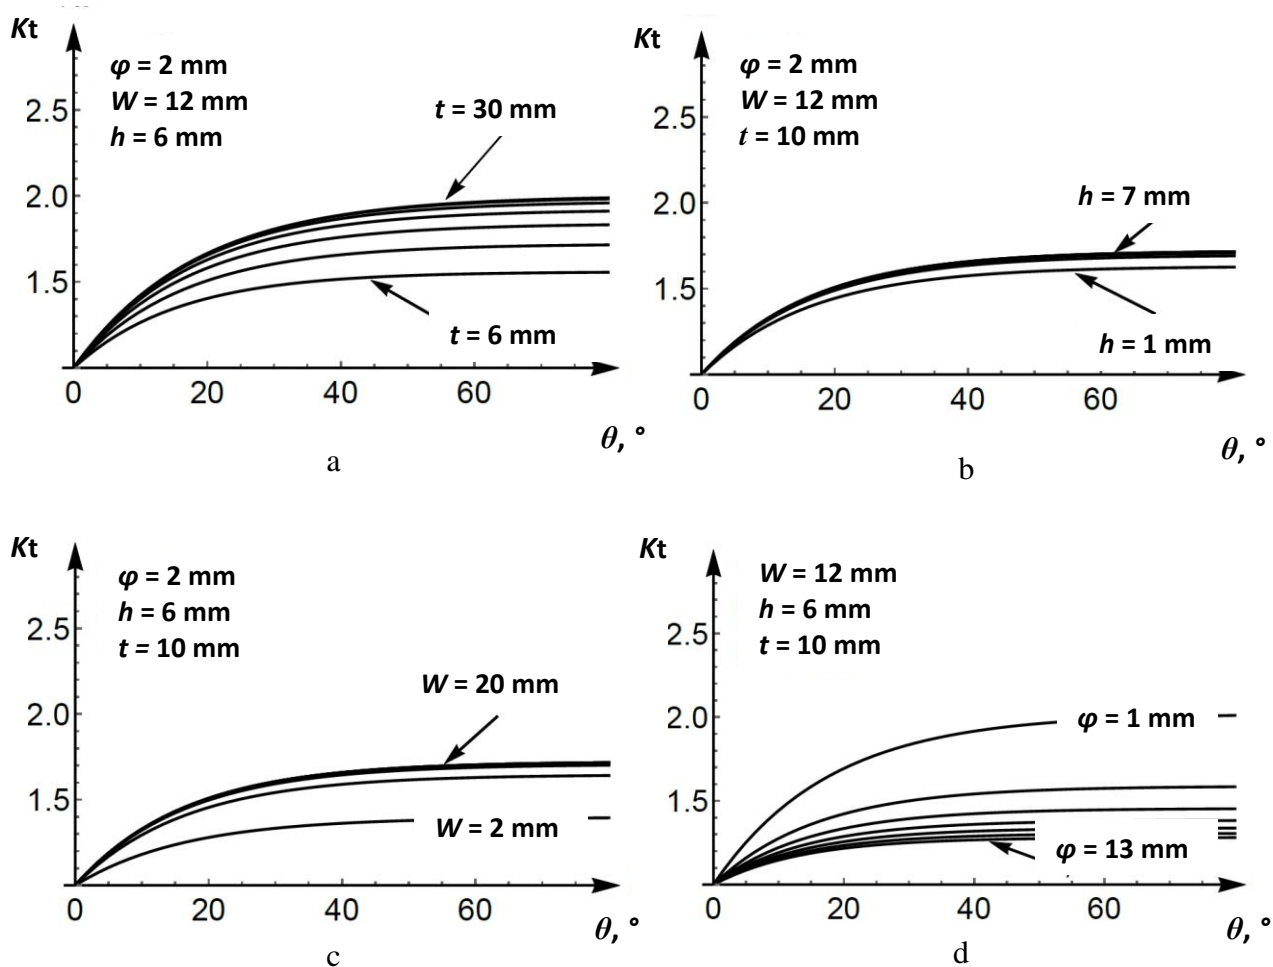 Kt
φ = 2 mm
W = 12 mm
h = 6 mm
t = 30 mm
t = 6 mm
2.5
2.0
1.5
0 20 40 60
θ, °
a
Kt
φ = 2 mm
W = 12 mm
t = 10 mm
h = 7 mm
h = 1 mm
2.5
2.0
1.5
0 20 40 60
θ, °
b
Kt
φ = 2 mm
h = 6 mm
t = 10 mm
W = 20 mm
W = 2 mm
2.5
2.0
1.5
0 20 40 60
θ, °
c
Kt
W = 12 mm
h = 6 mm
t = 10 mm
φ = 1 mm
φ = 13 mm
2.5
2.0
1.5
0 20 40 60
θ, °
d